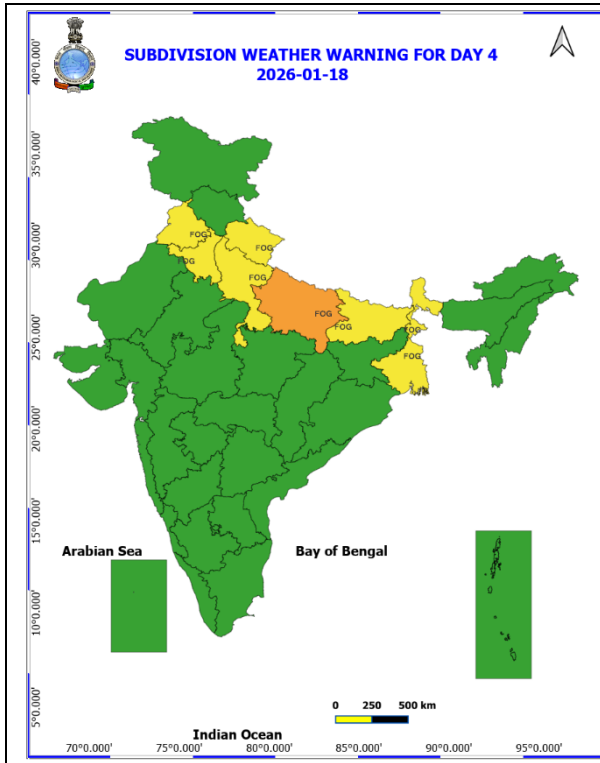 SUBDIVISION WEATHER WARNING FOR DAY 4
2026-01-18
40°0.000'
35°0.000'
30°0.000'
25°0.000'
20°0.000'
15°0.000'
10°0.000'
5°0.000'
FOG
FOG
FOG
FOG
FOG
FOG
FOG
FOG
Arabian Sea
Bay of Bengal
0 250 500 km
Indian Ocean
70°0.000' 75°0.000' 80°0.000' 85°0.000' 90°0.000' 95°0.000'